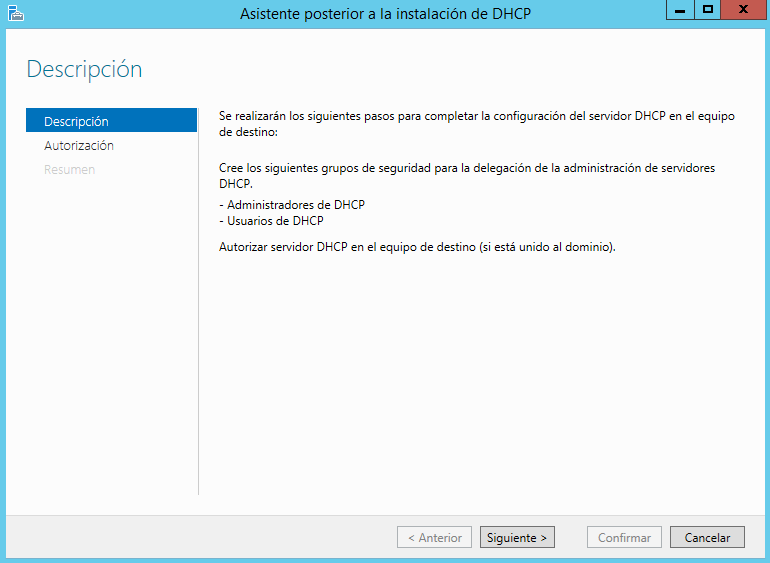 Asistente posterior a la instalación de DHCP
Descripción
Descripción
Autorización
Resumen
Se realizarán los siguientes pasos para completar la configuración del servidor DHCP en el equipo
de destino:
Cree los siguientes grupos de seguridad para la delegación de la administración de servidores
DHCP.
- Administradores de DHCP
- Usuarios de DHCP
Autorizar servidor DHCP en el equipo de destino (si está unido al dominio).
< Anterior
Siguiente >
Confirmar
Cancelar